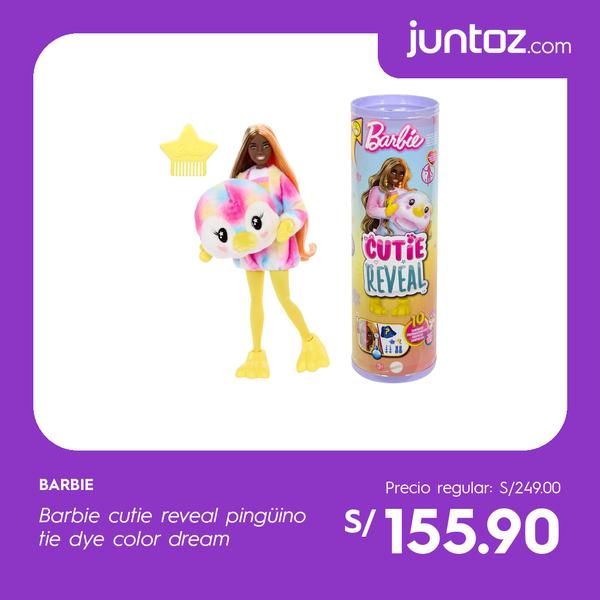 juntoz.com
Barbie
CUTiE
REVEAL
10
BARBIE
Barbie cutie reveal pingüino
tie dye color dream
Precio regular: S/249.00
S/ 155.90